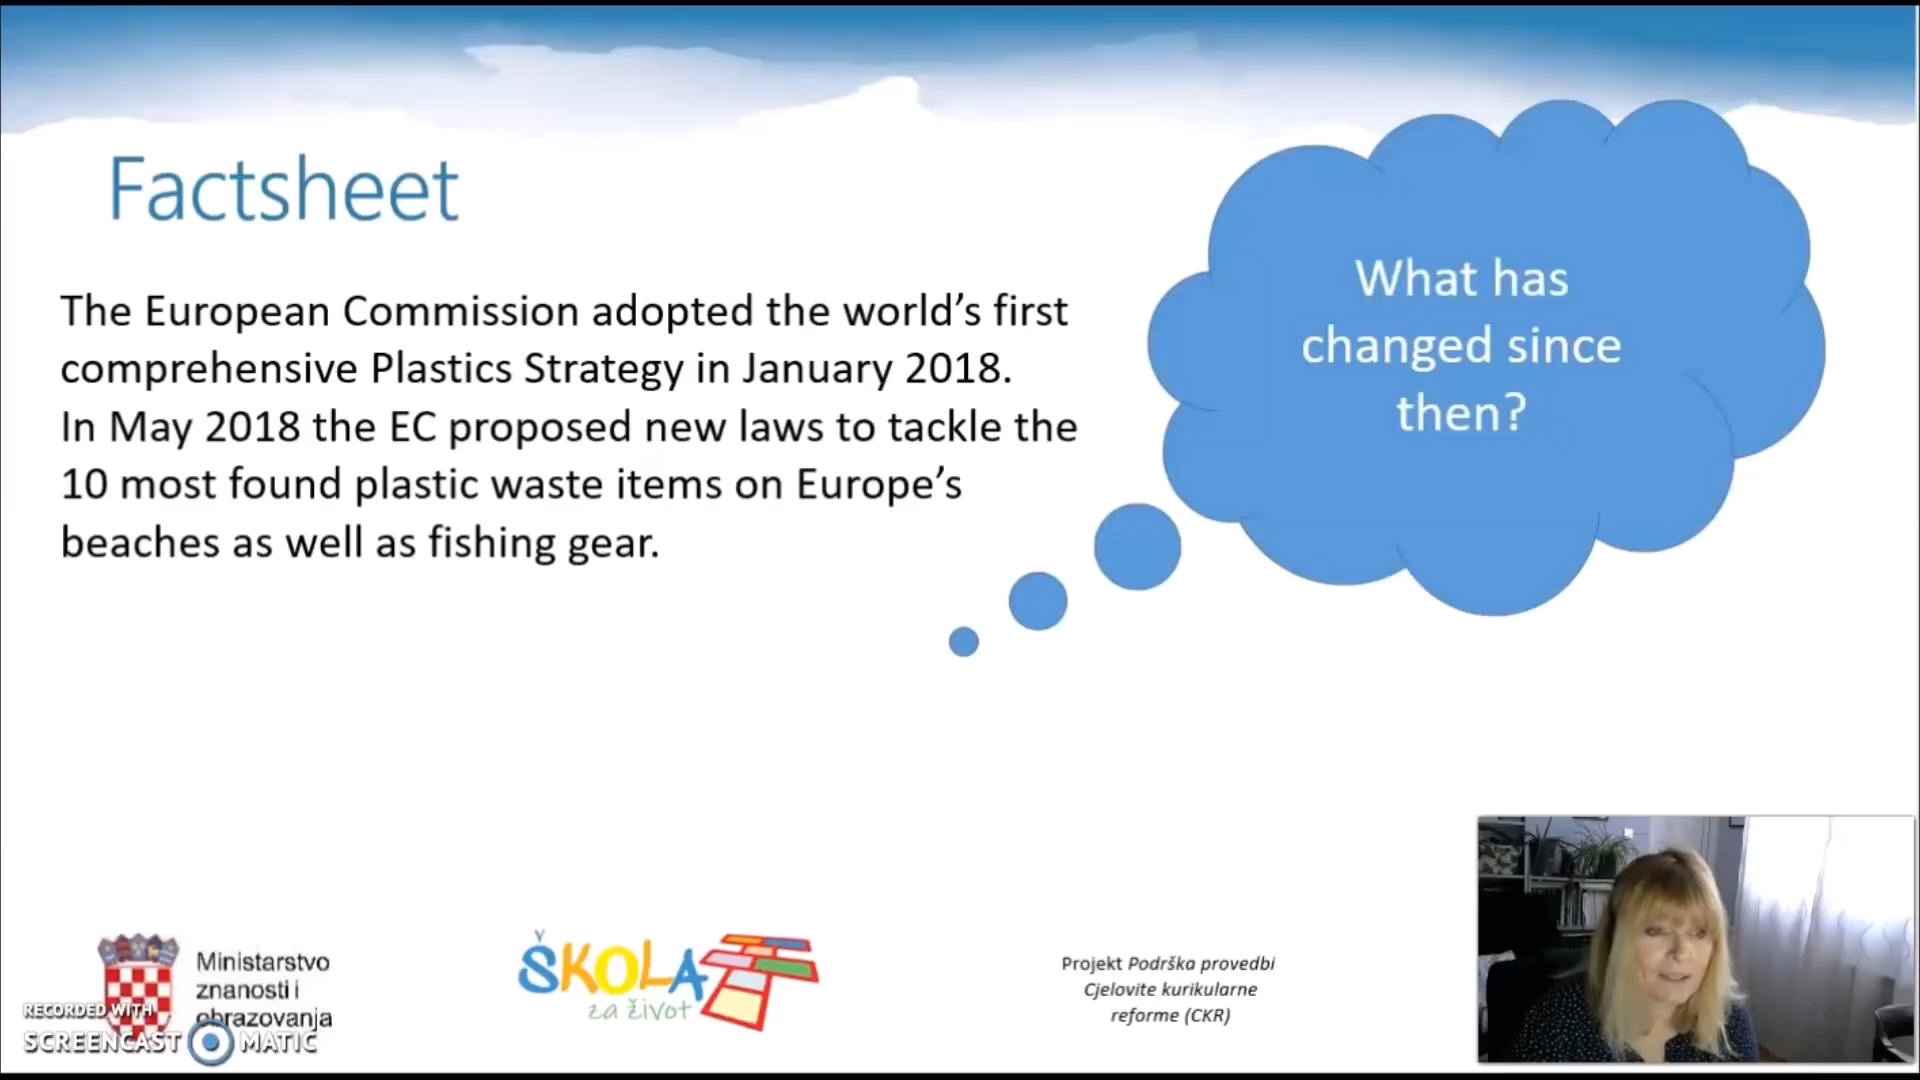 Factsheet
The European Commission adopted the world’s first
comprehensive Plastics Strategy in January 2018.
In May 2018 the EC proposed new laws to tackle the
10 most found plastic waste items on Europe’s
beaches as well as fishing gear.
What has
changed since
then?
Ministarstvo
znanosti i
obrazovanja
RECORDED WITH
SCREENCAST MATIC
ŠKOLA
za život
Projekt Podrška provedbi
Cjelovite kurikularne
reforme (CKR)